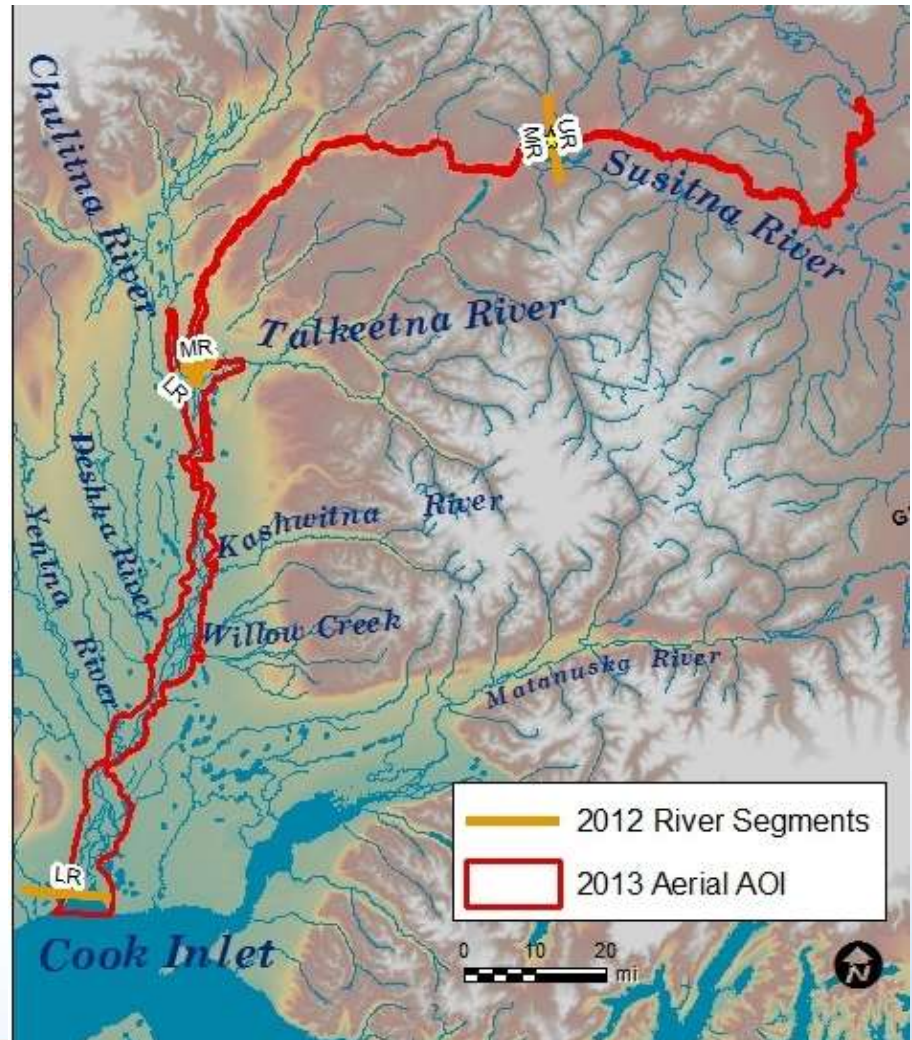 Chulitna River
MR
UR
Susitna River
Talkeetna River
MR
LR
Deshka River
Yentna River
Kashwitna River
Willow Creek
Matanuska River
G
LR
Cook Inlet
2012 River Segments
2013 Aerial AOI
0 10 20
mi
N